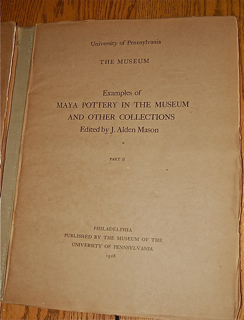 University of Pennsylvania
THE MUSEUM
Examples of
MAYA POTTERY IN THE MUSEUM
AND OTHER COLLECTIONS
Edited by J. Alden Mason
PART II
PHILADELPHIA
PUBLISHED BY THE MUSEUM OF THE
UNIVERSITY OF PENNSYLVANIA
1928